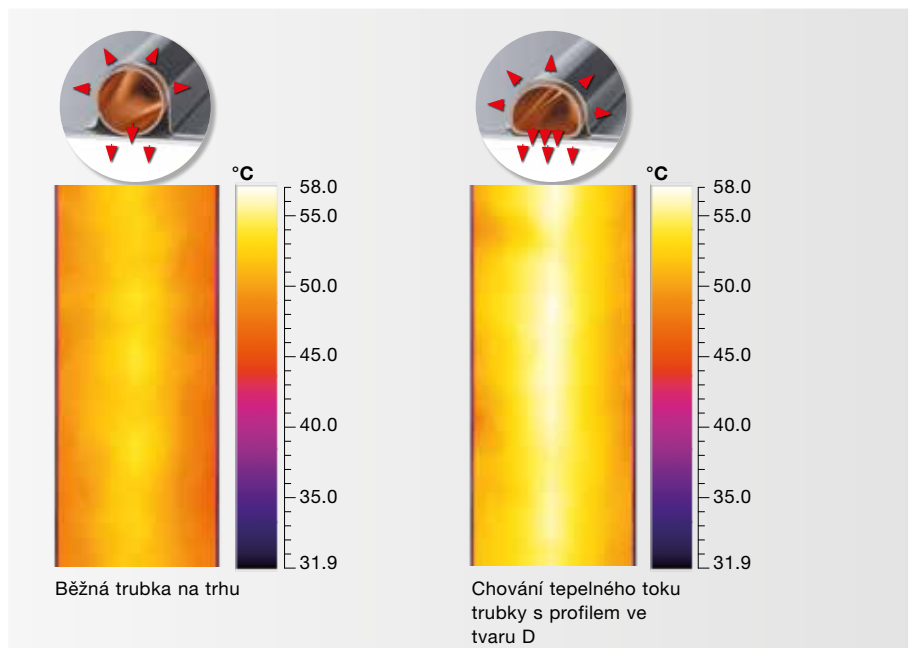 °C
58.0
55.0
50.0
45.0
40.0
35.0
31.9
Běžná trubka na trhu
°C
58.0
55.0
50.0
45.0
40.0
35.0
31.9
Chování tepelného toku
trubky s profilem ve
tvaru D